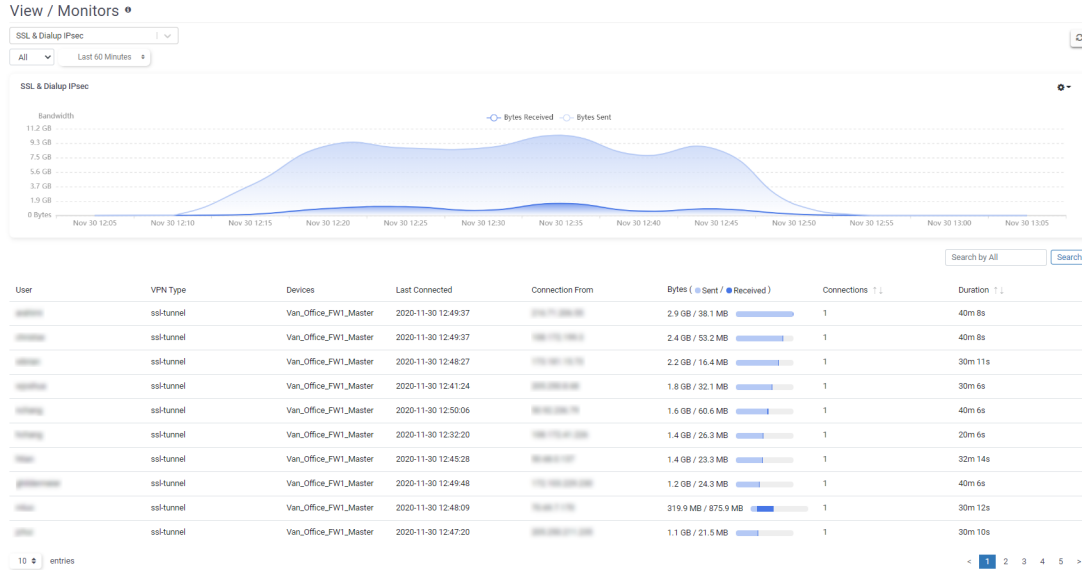 View / Monitors
SSL & Dialup IPsec
All Last 60 Minutes
SSL & Dialup IPsec
Bandwidth
Bytes Received Bytes Sent
11.2 GB
9.3 GB
7.5 GB
5.6 GB
3.7 GB
1.9 GB
0 Bytes
Nov 30 12:05 Nov 30 12:10 Nov 30 12:15 Nov 30 12:20 Nov 30 12:25 Nov 30 12:30 Nov 30 12:35 Nov 30 12:40 Nov 30 12:45 Nov 30 12:50 Nov 30 12:55 Nov 30 13:00 Nov 30 13:05
Search by All Search
User VPN Type Devices Last Connected Connection From Bytes ( Sent / Received ) Connections ↑↓ Duration ↑↓
ssl-tunnel Van_Office_FW1_Master 2020-11-30 12:49:37 2.9 GB / 38.1 MB 1 40m 8s
ssl-tunnel Van_Office_FW1_Master 2020-11-30 12:49:37 2.4 GB / 53.2 MB 1 40m 8s
ssl-tunnel Van_Office_FW1_Master 2020-11-30 12:48:27 2.2 GB / 16.4 MB 1 30m 11s
ssl-tunnel Van_Office_FW1_Master 2020-11-30 12:41:24 1.8 GB / 32.1 MB 1 30m 6s
ssl-tunnel Van_Office_FW1_Master 2020-11-30 12:50:06 1.6 GB / 60.6 MB 1 40m 6s
ssl-tunnel Van_Office_FW1_Master 2020-11-30 12:32:20 1.4 GB / 26.3 MB 1 20m 6s
ssl-tunnel Van_Office_FW1_Master 2020-11-30 12:45:28 1.4 GB / 23.3 MB 1 32m 14s
ssl-tunnel Van_Office_FW1_Master 2020-11-30 12:49:48 1.2 GB / 24.3 MB 1 40m 6s
ssl-tunnel Van_Office_FW1_Master 2020-11-30 12:48:09 319.9 MB / 875.9 MB 1 30m 12s
ssl-tunnel Van_Office_FW1_Master 2020-11-30 12:47:20 1.1 GB / 21.5 MB 1 30m 10s
10 entries < 1 2 3 4 5 >